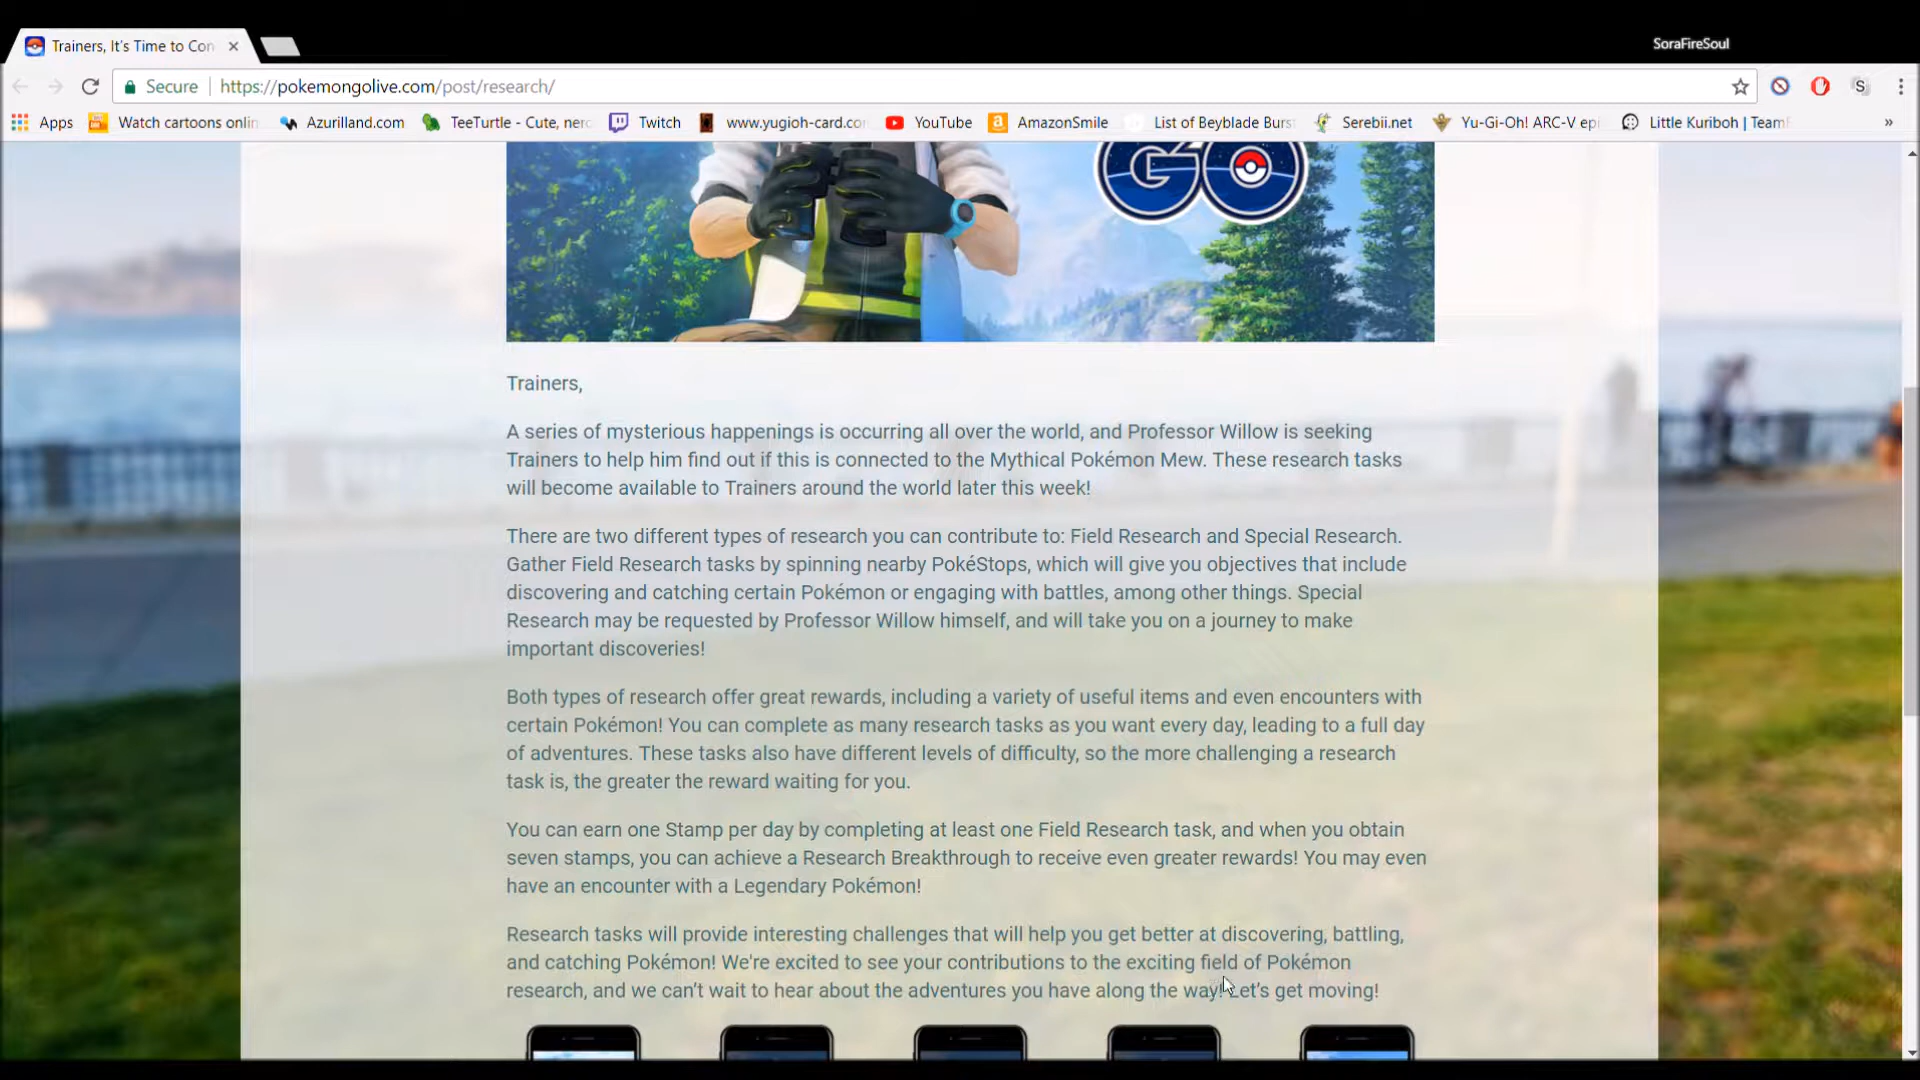 SoraFireSoul
Trainers, It's Time to Con
Secure https://pokemongolive.com/post/research/
Apps Watch cartoons onlin Azurilland.com TeeTurtle - Cute, nerd Twitch www.yugioh-card.co YouTube AmazonSmile List of Beyblade Burst Serebii.net Yu-Gi-Oh! ARC-V epi Little Kuriboh | TeamF »
GO
Trainers,
A series of mysterious happenings is occurring all over the world, and Professor Willow is seeking
Trainers to help him find out if this is connected to the Mythical Pokémon Mew. These research tasks
will become available to Trainers around the world later this week!
There are two different types of research you can contribute to: Field Research and Special Research.
Gather Field Research tasks by spinning nearby PokéStops, which will give you objectives that include
discovering and catching certain Pokémon or engaging with battles, among other things. Special
Research may be requested by Professor Willow himself, and will take you on a journey to make
important discoveries!
Both types of research offer great rewards, including a variety of useful items and even encounters with
certain Pokémon! You can complete as many research tasks as you want every day, leading to a full day
of adventures. These tasks also have different levels of difficulty, so the more challenging a research
task is, the greater the reward waiting for you.
You can earn one Stamp per day by completing at least one Field Research task, and when you obtain
seven stamps, you can achieve a Research Breakthrough to receive even greater rewards! You may even
have an encounter with a Legendary Pokémon!
Research tasks will provide interesting challenges that will help you get better at discovering, battling,
and catching Pokémon! We're excited to see your contributions to the exciting field of Pokémon
research, and we can't wait to hear about the adventures you have along the way! Let's get moving!